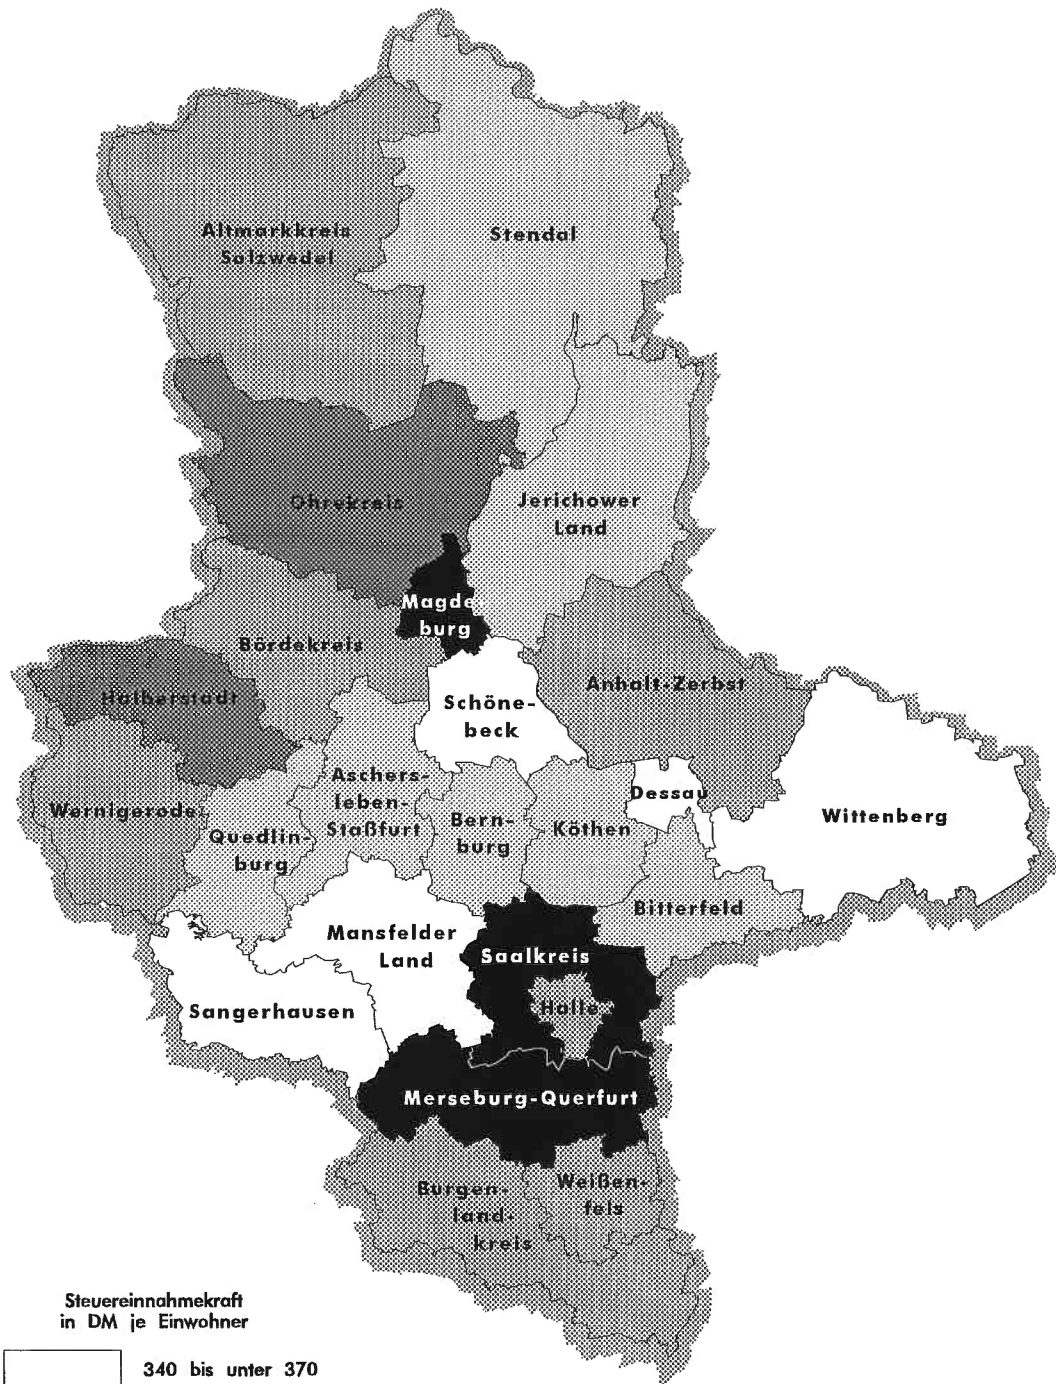 Altmarkkreis
Salzwedel
Stendal
Ohrekreis
Jerichower
Land
Magde-
burg
Bördekreis
Halberstadt
Schöne-
beck
Anhalt-Zerbst
Wernigerode
Aschers-
leben-
Staßfurt
Quedlin-
burg
Bern-
burg
Köthen
Dessau
Wittenberg
Bitterfeld
Mansfelder
Land
Saalkreis
Halle
Sangerhausen
Merseburg-Querfurt
Burgen-
land-
kreis
Weißen-
fels
Steuereinnahmekraft
in DM je Einwohner
340 bis unter 370